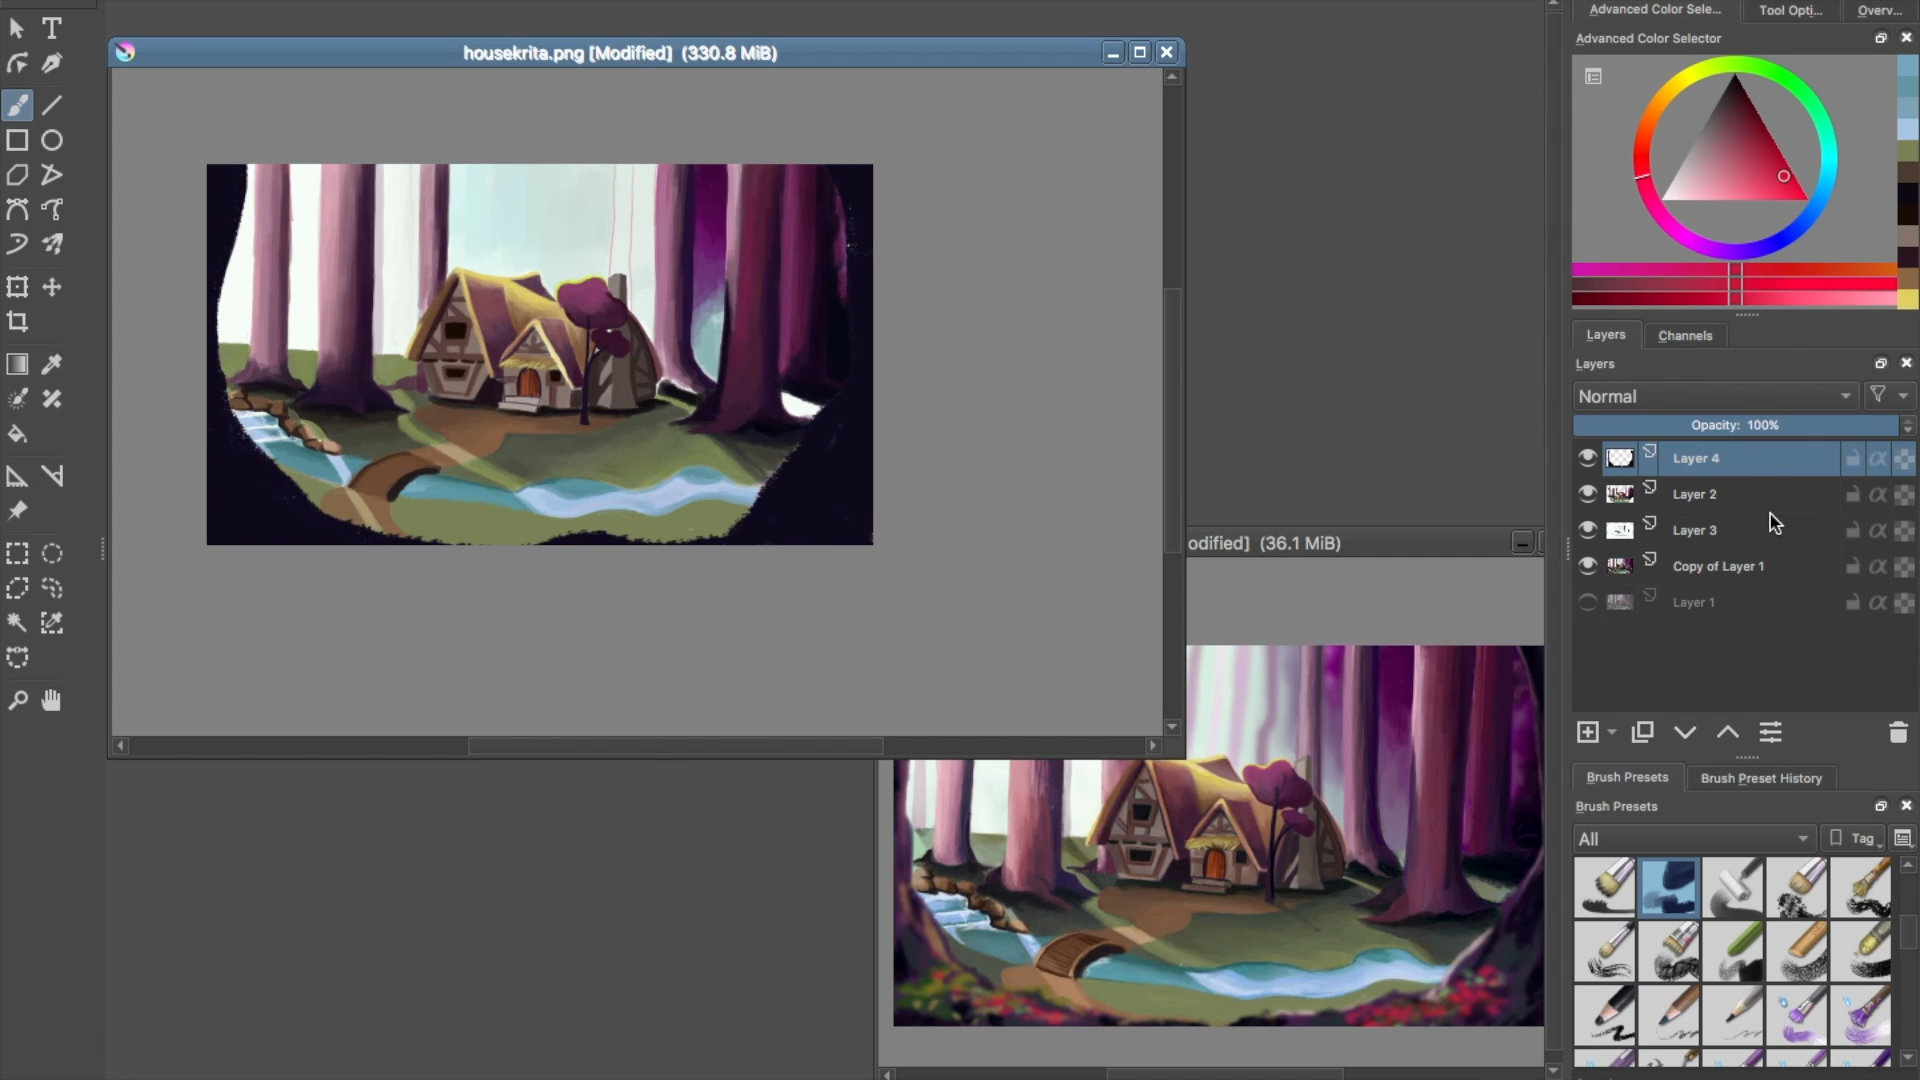 Advanced Color Sele...
Tool Opti...
Overv...
Advanced Color Selector
housekrita.png [Modified] (330.8 MiB)
Layers
Channels
Layers
Normal
Opacity: 100%
Layer 4
Layer 2
Layer 3
Copy of Layer 1
Layer 1
odified] (36.1 MiB)
Brush Presets
Brush Preset History
Brush Presets
All
Tag